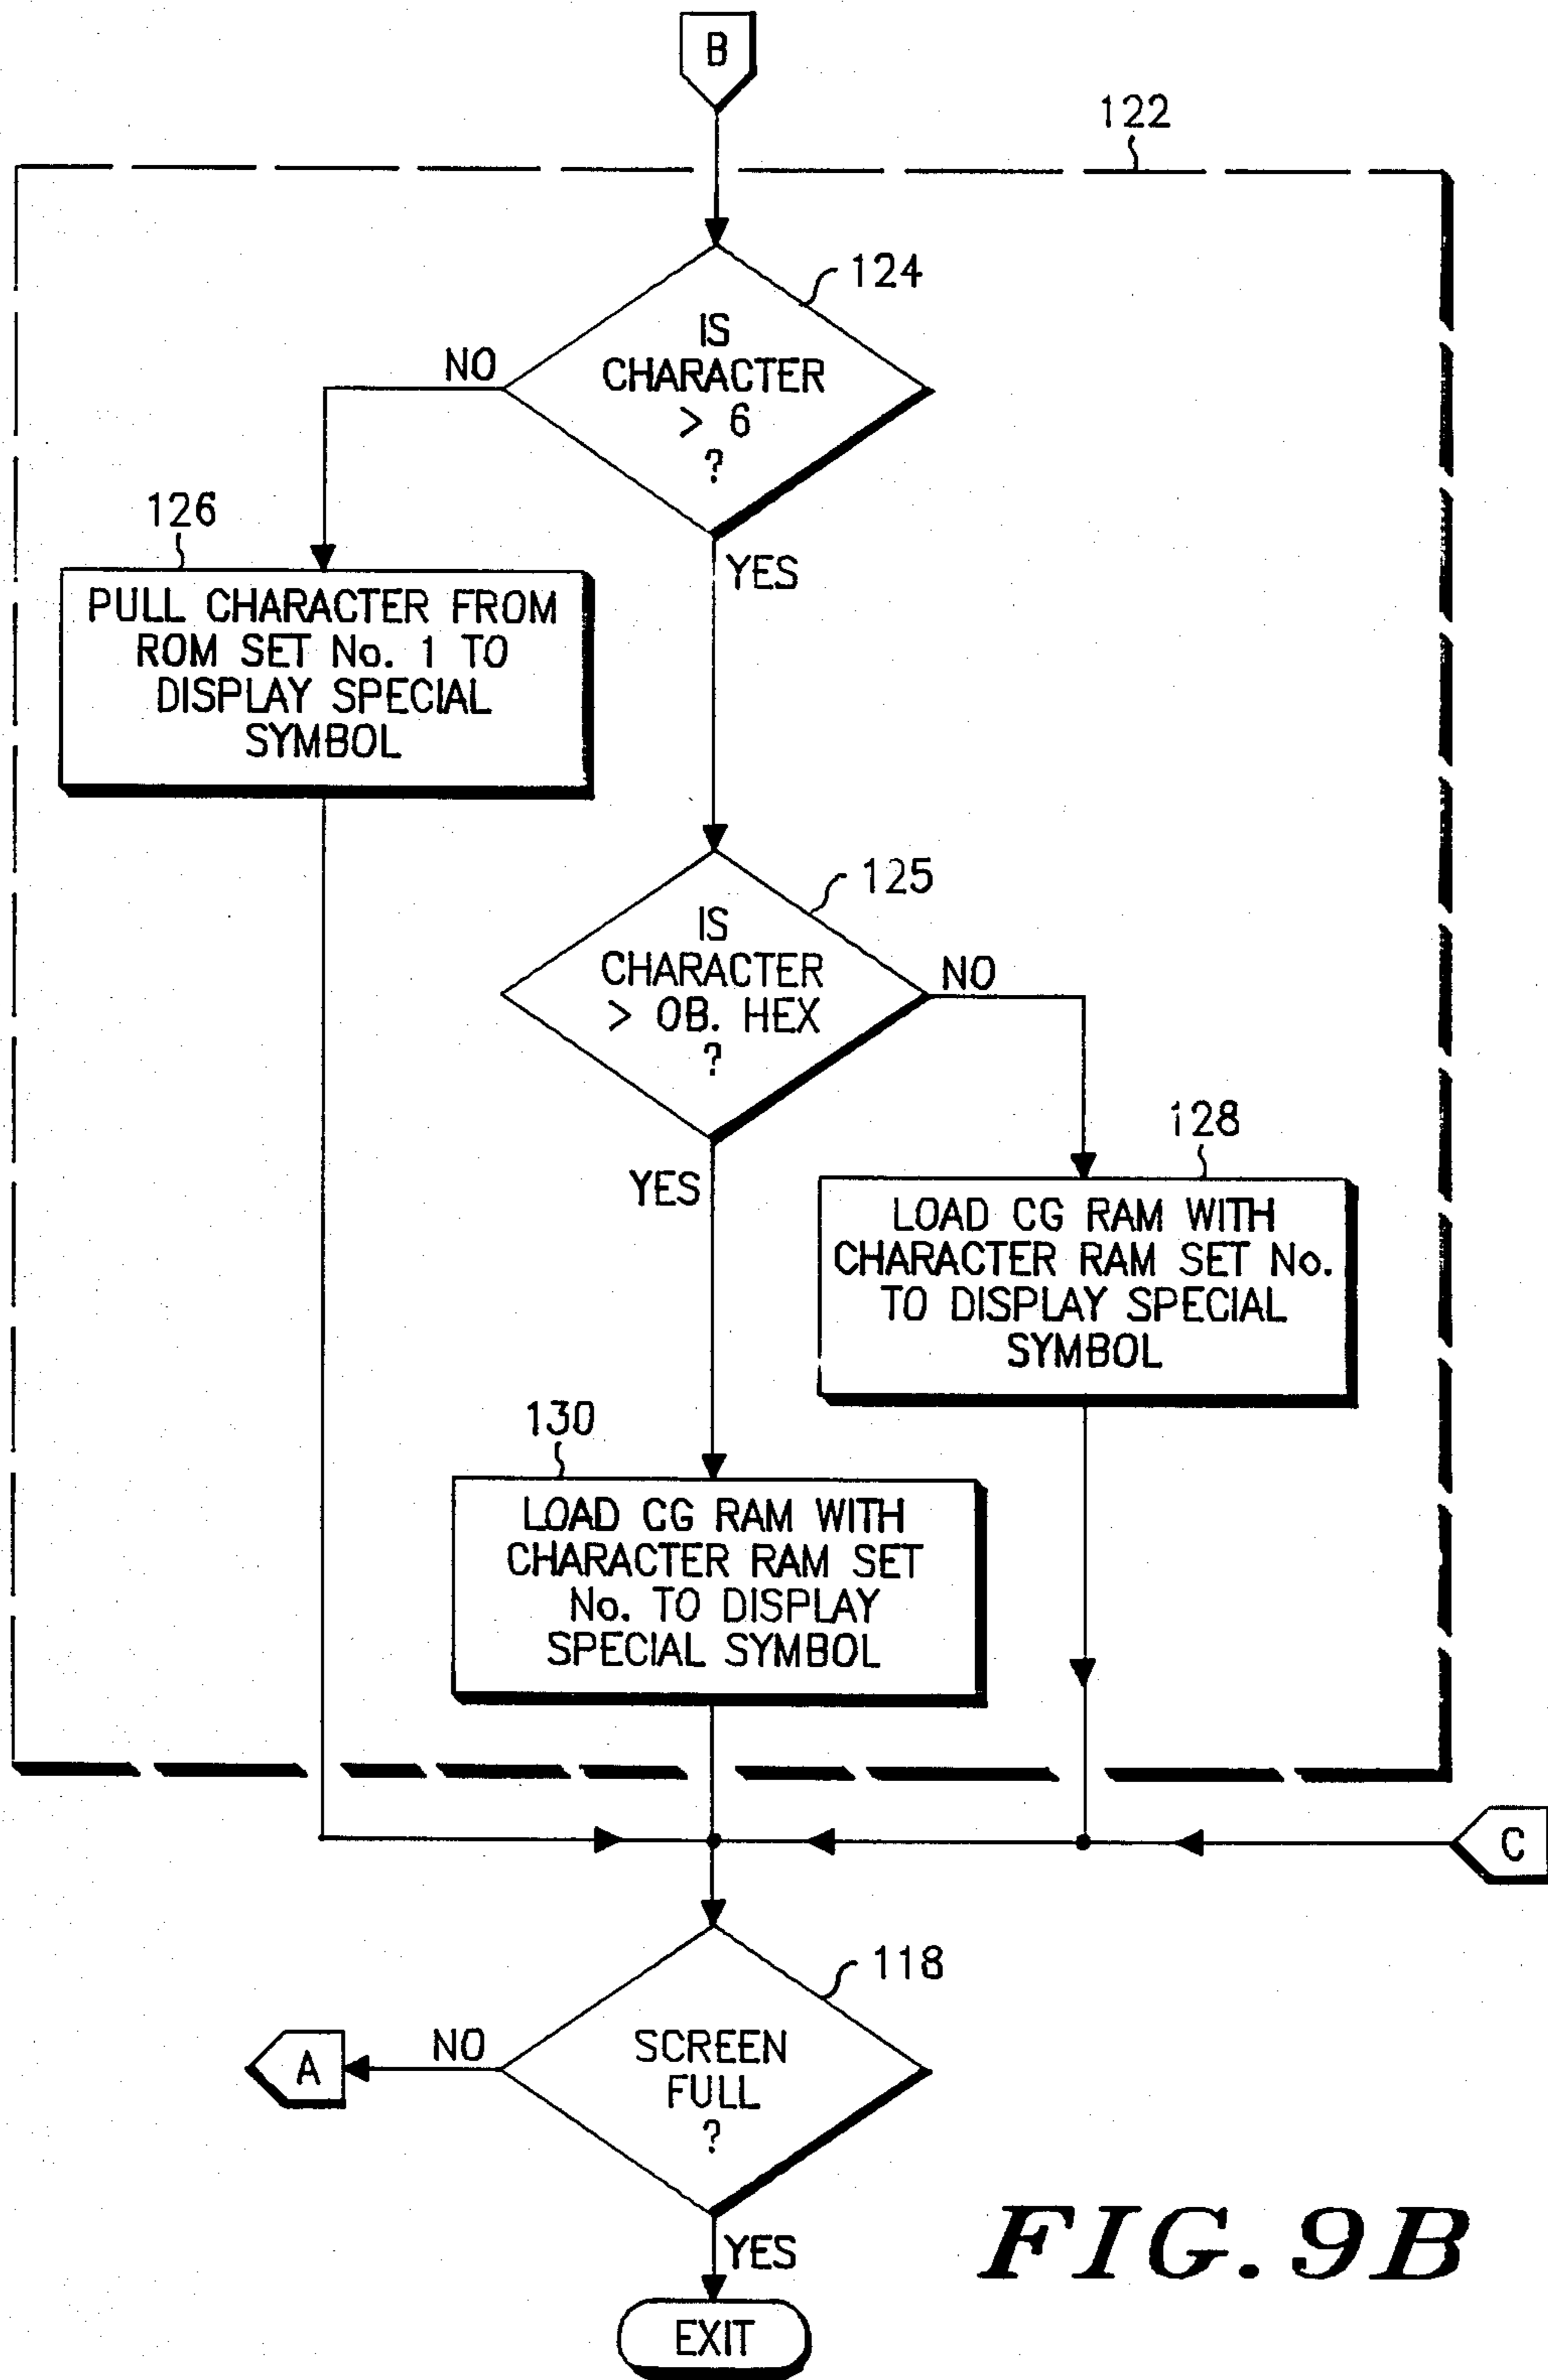 B
122
124
IS
CHARACTER
> 6
?
NO
YES
126
PULL CHARACTER FROM
ROM SET No. 1 TO
DISPLAY SPECIAL
SYMBOL
125
IS
CHARACTER
> OB. HEX
?
NO
YES
128
LOAD CG RAM WITH
CHARACTER RAM SET No.
TO DISPLAY SPECIAL
SYMBOL
130
LOAD CG RAM WITH
CHARACTER RAM SET
No. TO DISPLAY
SPECIAL SYMBOL
C
118
SCREEN
FULL
?
NO
A
YES
EXIT
FIG. 9B